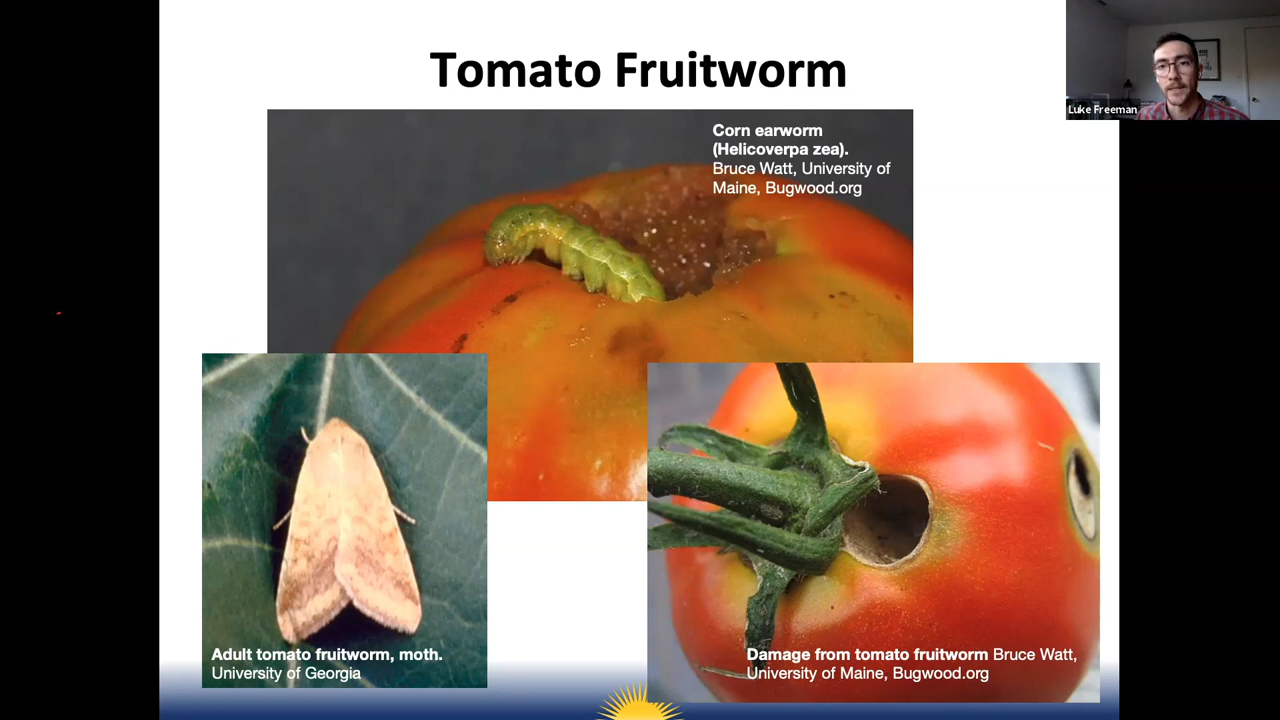 Tomato Fruitworm
Luke Freeman
Corn earworm
(Helicoverpa zea).
Bruce Watt, University of
Maine, Bugwood.org
Adult tomato fruitworm, moth.
University of Georgia
Damage from tomato fruitworm Bruce Watt,
University of Maine, Bugwood.org